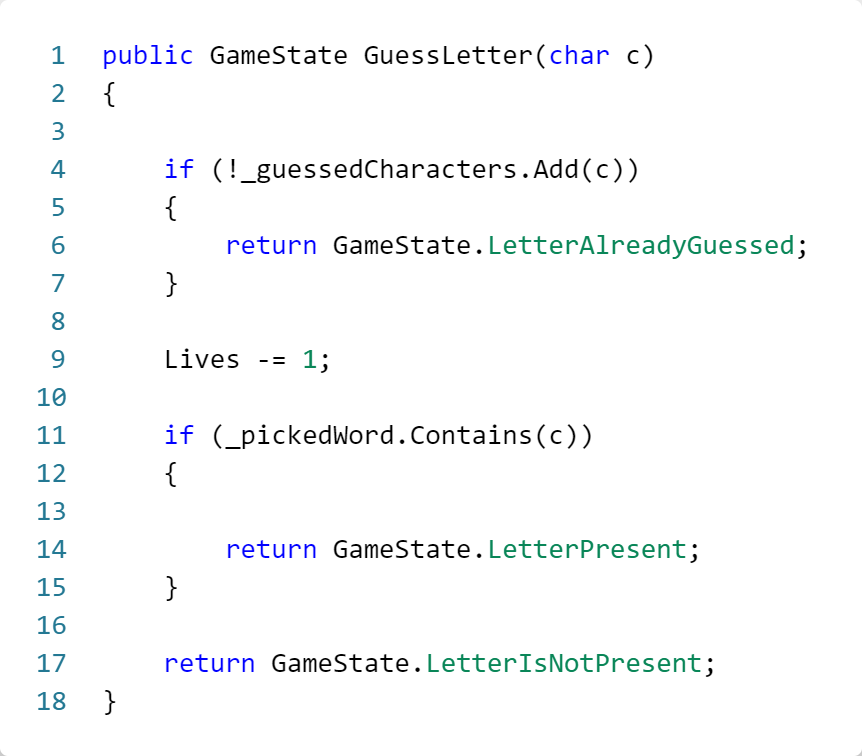 1 public GameState GuessLetter(char c)
2 {
3
4     if (!_guessedCharacters.Add(c))
5     {
6         return GameState.LetterAlreadyGuessed;
7     }
8
9     Lives -= 1;
10
11     if (_pickedWord.Contains(c))
12     {
13
14         return GameState.LetterPresent;
15     }
16
17     return GameState.LetterIsNotPresent;
18 }